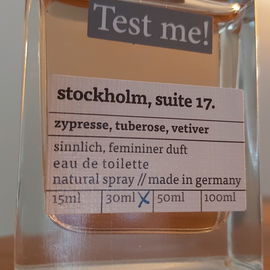 Test me!
stockholm, suite 17.
zypresse, tuberose, vetiver
sinnlich, femininer duft
eau de toilette
natural spray // made in germany
15ml 30ml x 50ml 100ml